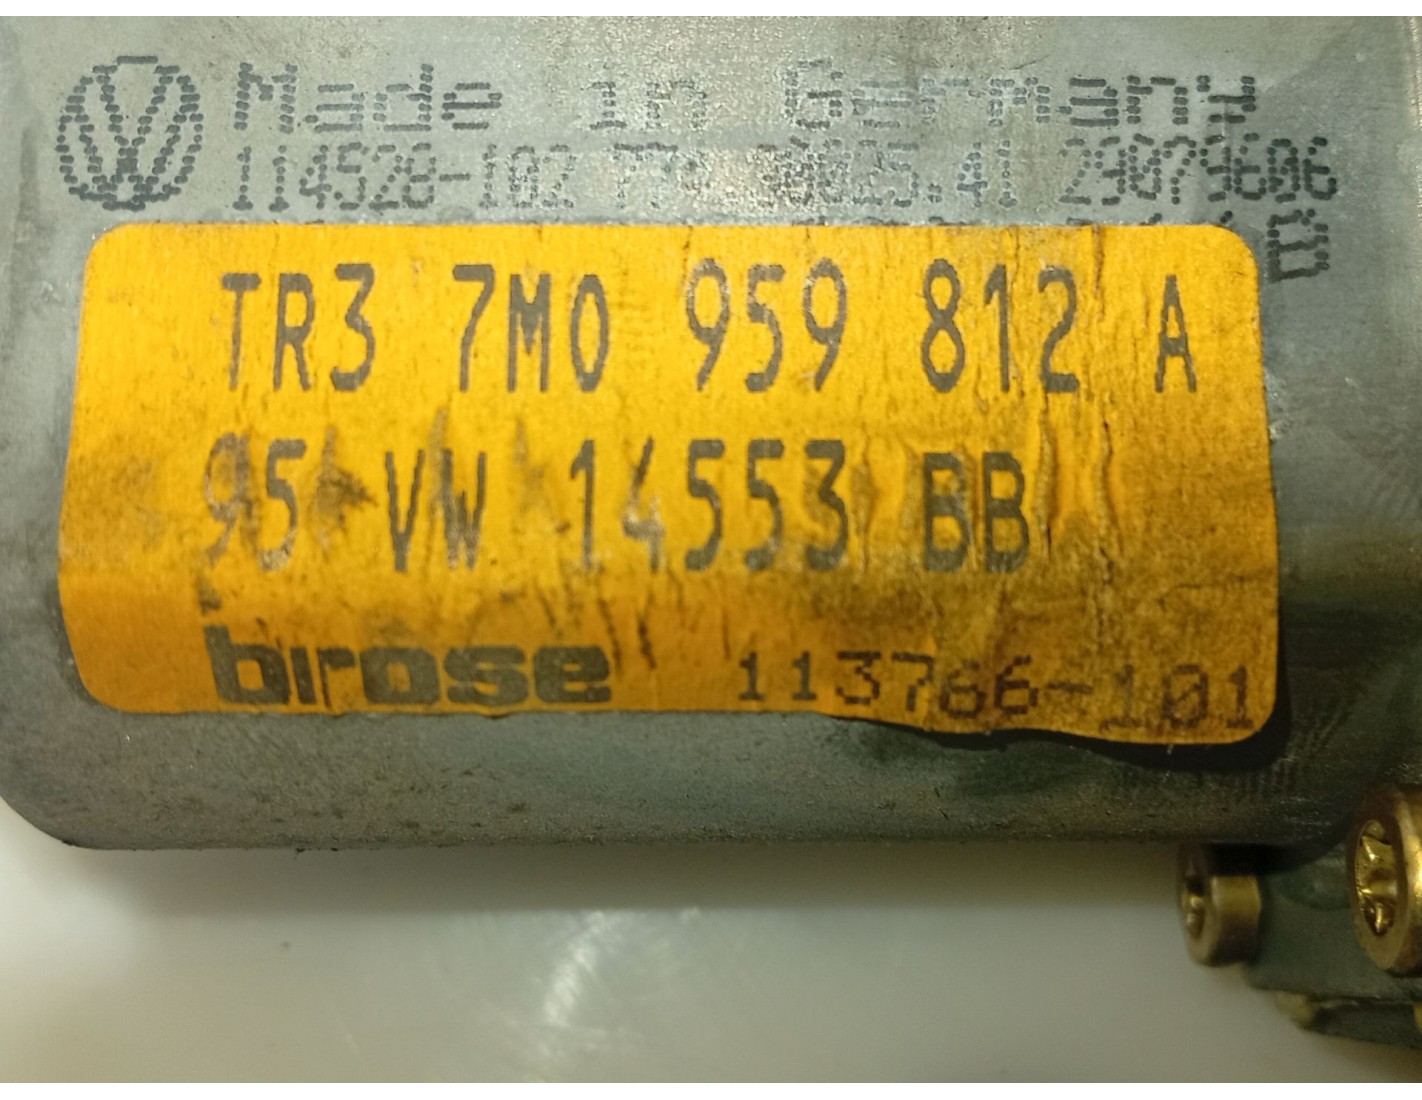 Made in Germany
114528-102
TR3 7M0 959 812 A
95 VW 14553 BB
brose 113766-101